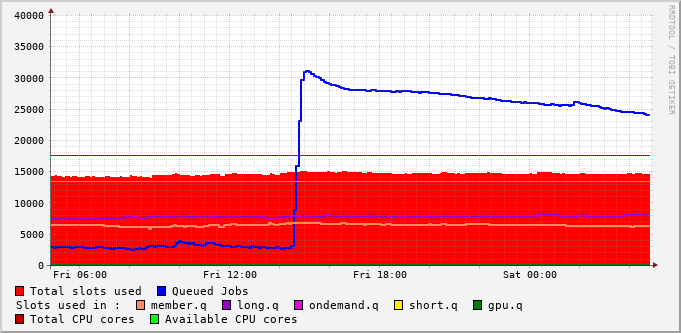 RRDTOOL / TOBI OETIKER
40000
35000
30000
25000
20000
15000
10000
5000
0
Fri 06:00 Fri 12:00 Fri 18:00 Sat 00:00
Total slots used Queued Jobs
Slots used in : member.q long.q ondemand.q short.q gpu.q
Total CPU cores Available CPU cores